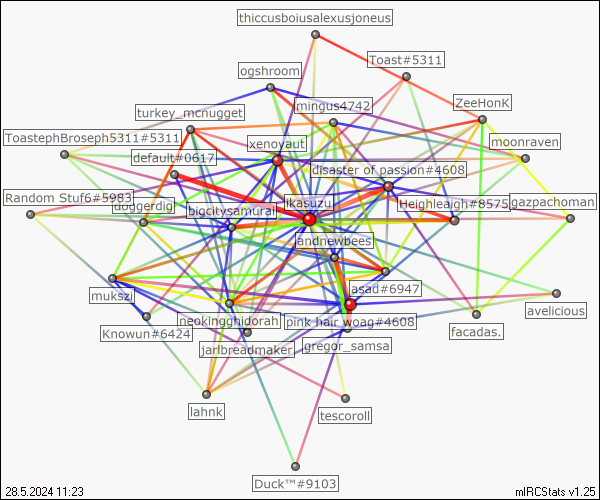 thiccusboiusalexusjoneus
Toast#5311
ogshroom
mingus4742
ZeeHonK
turkey_mcnugget
ToastephBroseph5311#5311
xenovaut
moonraven
default#0617
disaster of passion#4608
Random Stuf6#5983
doggerdig
bigcitysamurai
ikasuzu
Heighleaigh#8575
gazpachoman
andnewbees
mukszi
asad#6947
avelicious
Knowun#6424
neokingghidorah
pink hair woag#4608
facadas.
jarlbreadmaker
gregor_samsa
lahnk
tescoroll
Duck™#9103
28.5.2024 11:23
mIRCStats v1.25